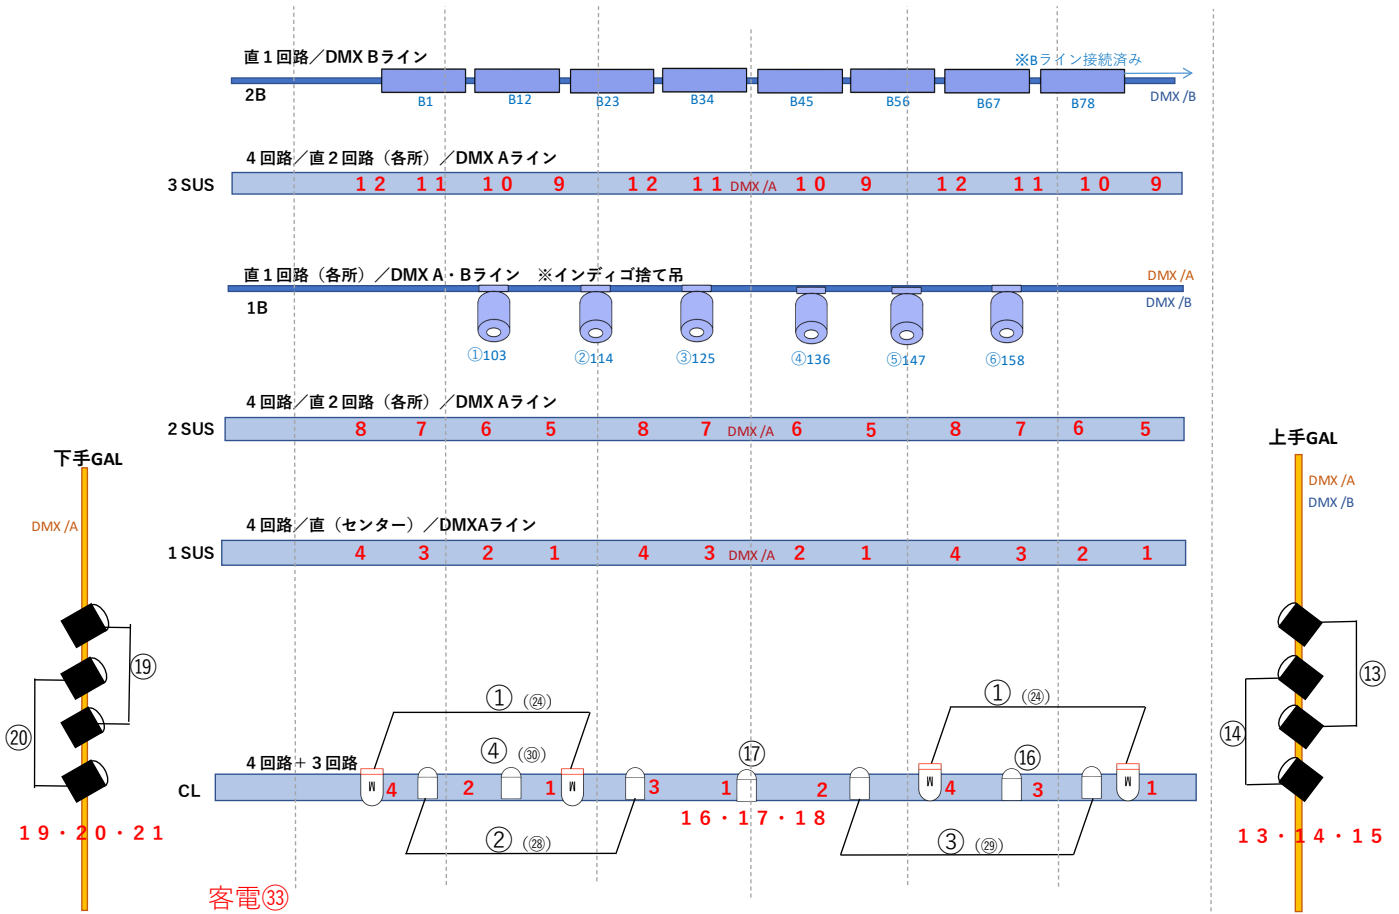 直1回路／DMX Bライン
※Bライン接続済み
2B
B1 B12 B23 B34 B45 B56 B67 B78
DMX /B
4回路／直2回路（各所）／DMX Aライン
3 SUS
12 11 10 9 12 11 DMX /A 10 9 12 11 10 9
直1回路（各所）／DMX A・Bライン ※インディゴ捨て吊
DMX /A
DMX /B
1B
①103 ②114 ③125 ④136 ⑤147 ⑥158
4回路／直2回路（各所）／DMX Aライン
2 SUS
8 7 6 5 8 7 DMX /A 6 5 8 7 6 5
下手GAL
上手GAL
DMX /A
DMX /B
DMX /A
4回路／直（センター）／DMXAライン
1 SUS
4 3 2 1 4 3 DMX /A 2 1 4 3 2 1
⑲
⑬
⑳
⑭
①（㉔）
①（㉔）
④（㉚）
⑰
⑯
4回路＋3回路
CL
M 4 2 1 M 3 1 2 M 4 3 M 1
16・17・18
19・20・21
13・14・15
②（㉘）
③（㉙）
客電㉝